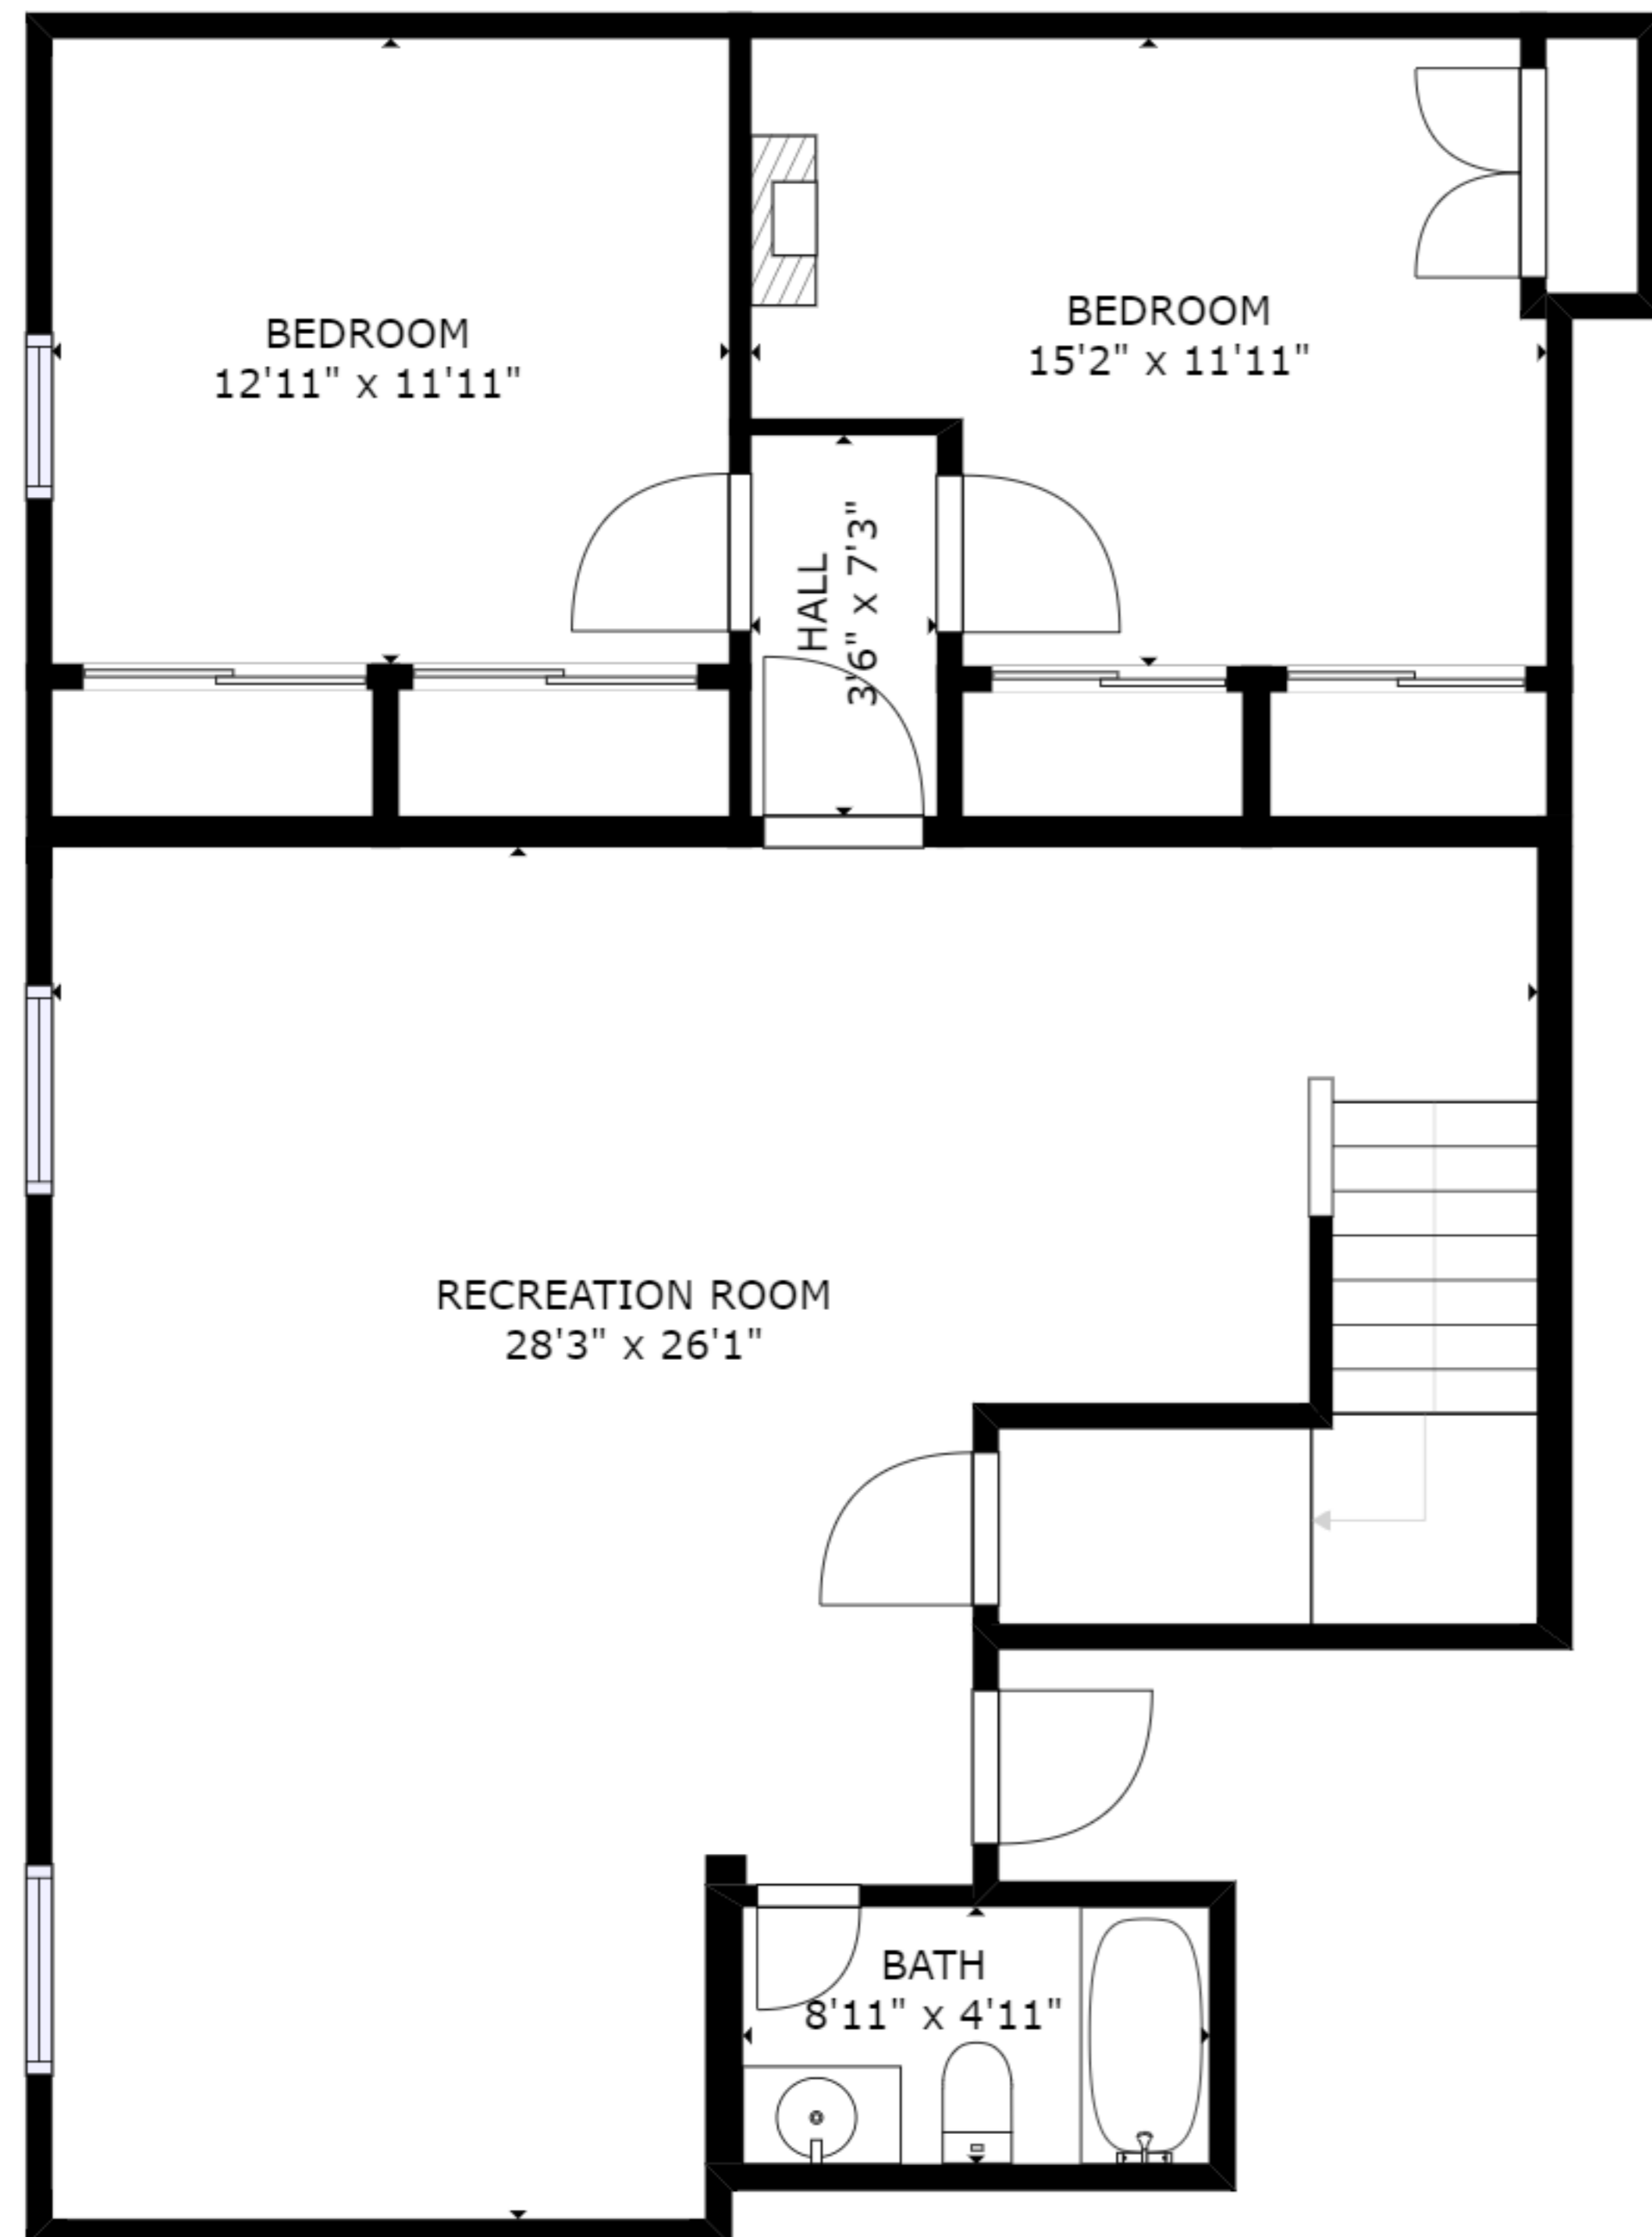 BEDROOM
12'11" x 11'11"
BEDROOM
15'2" x 11'11"
HALL
3'6" x 7'3"
RECREATION ROOM
28'3" x 26'1"
BATH
8'11" x 4'11"